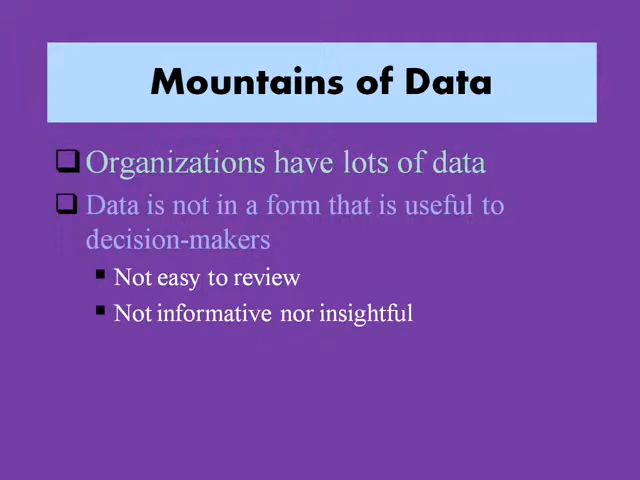 Mountains of Data
Organizations have lots of data
Data is not in a form that is useful to
decision-makers
Not easy to review
Not informative nor insightful